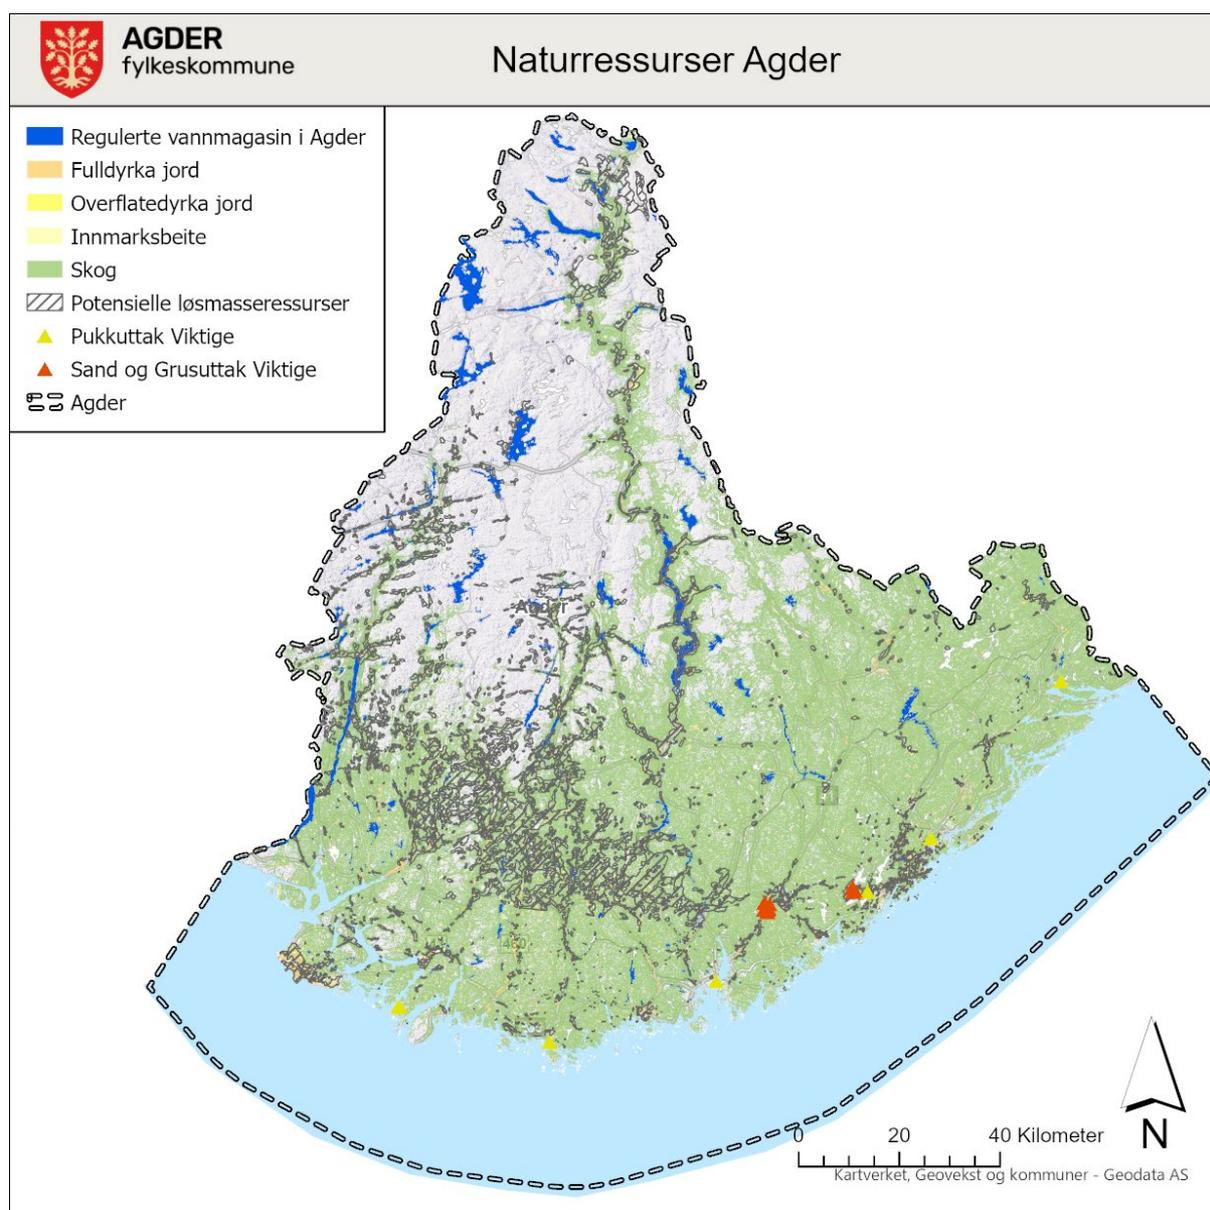 AGDER
fylkeskommune
Naturressurser Agder
Regulerte vannmagasin i Agder
Fulldyrka jord
Overflatedyrka jord
Innmarksbeite
Skog
Potensielle løsmasseressurser
Pukkuttak Viktige
Sand og Grusuttak Viktige
Agder
Agder
0 20 40 Kilometer
N
Kartverket, Geovekst og kommuner - Geodata AS